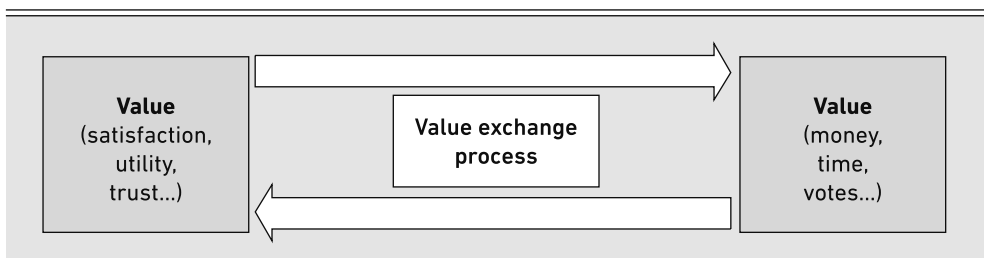 Value
(satisfaction,
utility,
trust...)
Value exchange
process
Value
(money,
time,
votes...)